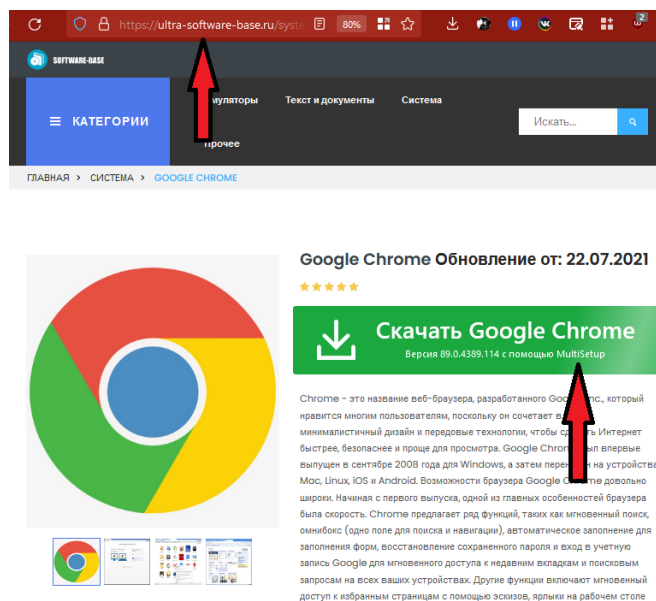 https://ultra-software-base.ru/syste
80%
2
SOFTWARE-BASE
КАТЕГОРИИ
Текст и документы
Система
Прочее
Искать...
ГЛАВНАЯ > СИСТЕМА > GOOGLE CHROME
Google Chrome Обновление от: 22.07.2021
Скачать Google Chrome
Версия 89.0.4389.114 с помощью MultiSetup
Chrome - это название веб-браузера, разработанного который
нравится многим пользователям, поскольку он сочетает в
минималистичный дизайн и передовые технологии, чтобы Интернет
быстрее, безопаснее и проще для просмотра. Google Chrome впервые
выпущен в сентябре 2008 года для Windows, а затем на устройства
Mac, Linux, iOS и Android. Возможности браузера Google довольно
широки. Начиная с первого выпуска, одной из главных особенностей браузера
была скорость. Chrome предлагает ряд функций, таких как мгновенный поиск,
омнибокс (одно поле для поиска и навигации), автоматическое заполнение для
заполнения форм, восстановление сохраненного пароля и вход в учетную
запись Google для мгновенного доступа к недавним вкладкам и поисковым
запросам на всех ваших устройствах. Другие функции включают мгновенный
доступ к избранным страницам с помощью эскизов, ярлыки на рабочем столе